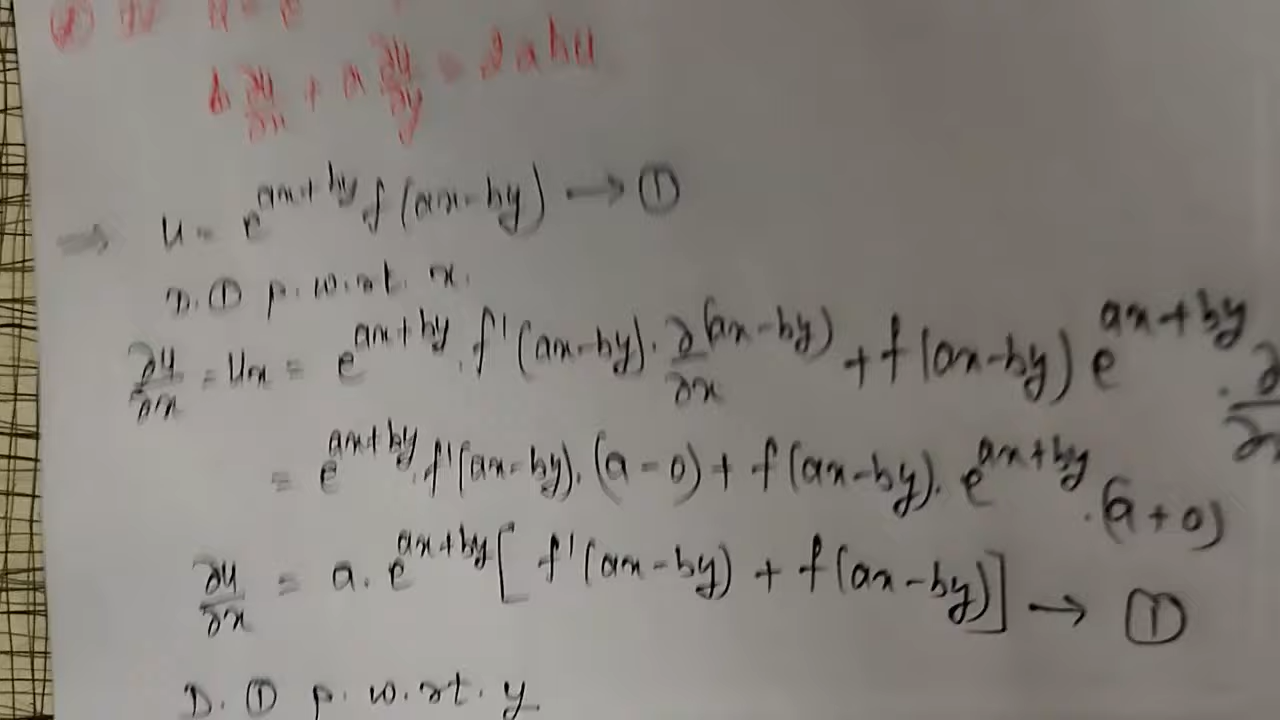 b ∂u/∂x + a ∂u/∂y = 2abu
⇒ u = e^{ax+by} f(ax-by) → ①
D. ① p. w.r.t. x.
∂u/∂x = ux = e^{ax+by} . f'(ax-by) . ∂(ax-by)/∂x + f(ax-by) e^{ax+by} . ∂
= e^{ax+by} . f'(ax-by) . (a-0) + f(ax-by) . e^{ax+by} . (a+0)
∂u/∂x = a . e^{ax+by} [ f'(ax-by) + f(ax-by) ] → ①
D. ① p. w.r.t. y